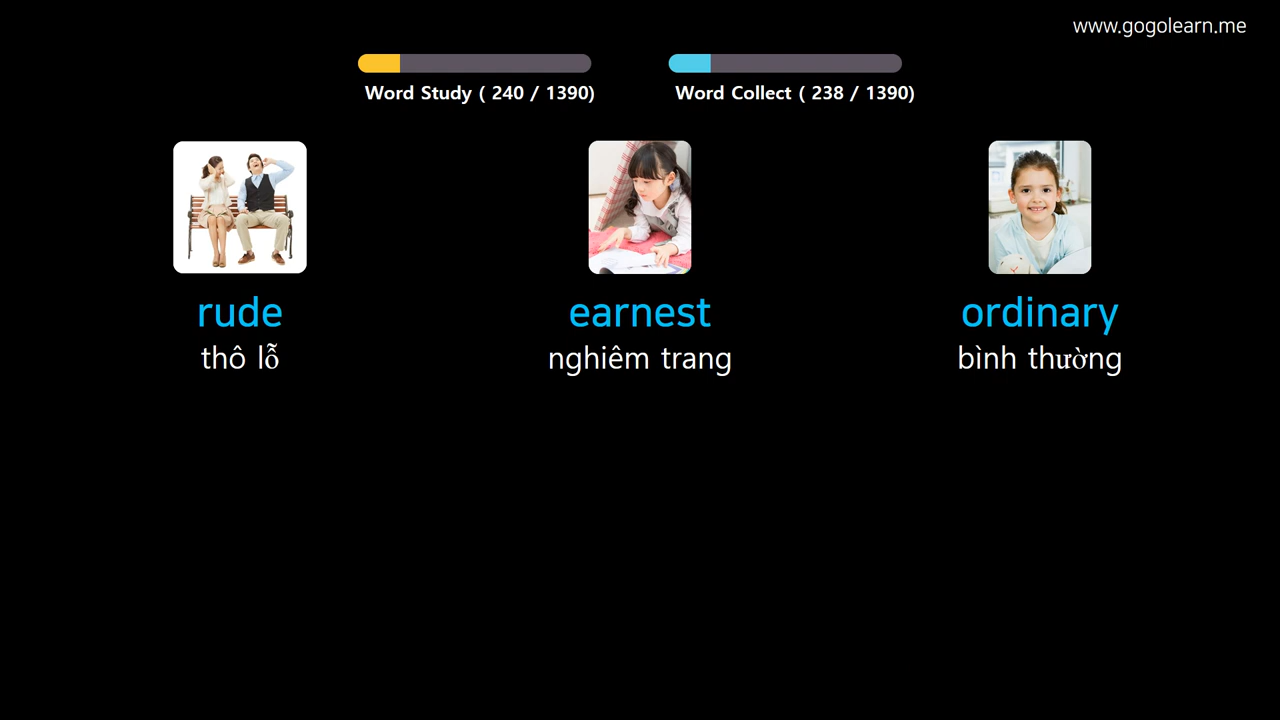 www.gogolearn.me
Word Study ( 240 / 1390)
Word Collect ( 238 / 1390)
rude
earnest
ordinary
thô lỗ
nghiêm trang
bình thường